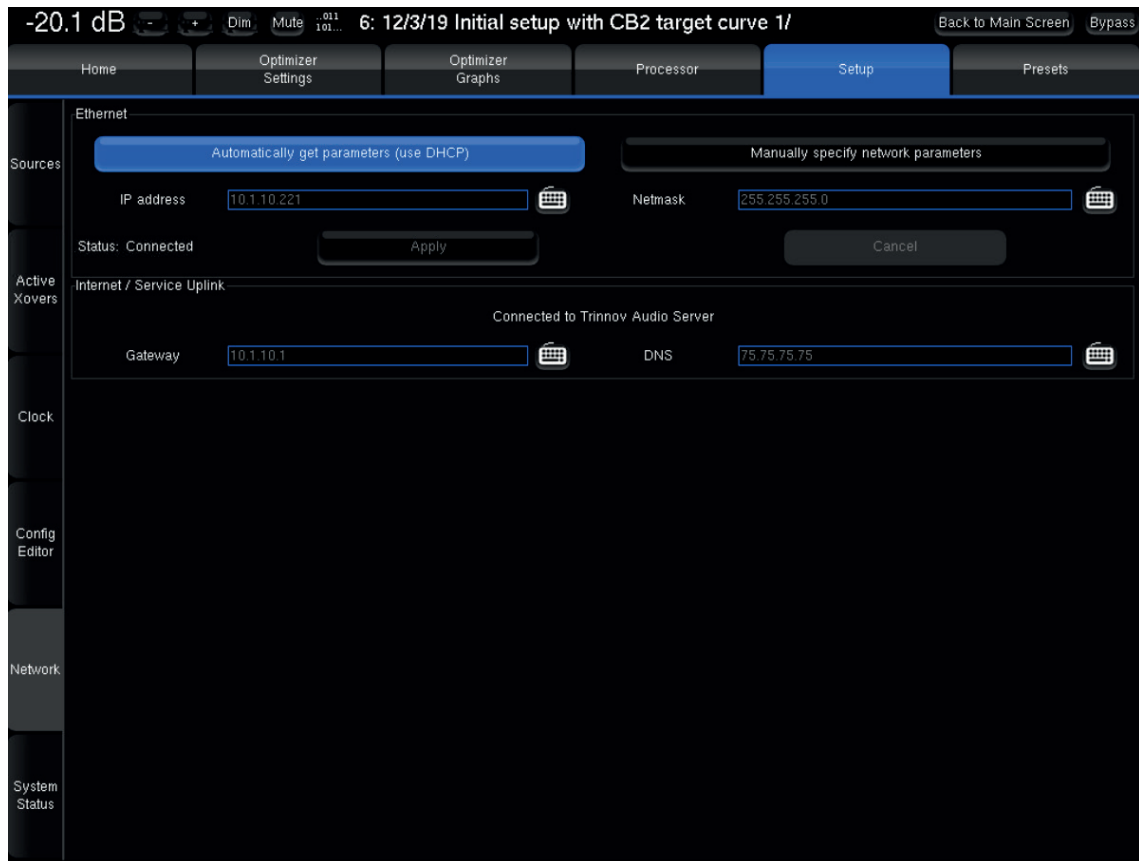 -20.1 dB - + Dim Mute ..011 101... 6: 12/3/19 Initial setup with CB2 target curve 1/ Back to Main Screen Bypass
Home
Optimizer
Settings
Optimizer
Graphs
Processor
Setup
Presets
Sources
Active
Xovers
Clock
Config
Editor
Network
System
Status
Ethernet
Automatically get parameters (use DHCP) Manually specify network parameters
IP address 10.1.10.221 Netmask 255.255.255.0
Status: Connected Apply Cancel
Internet / Service Uplink
Connected to Trinnov Audio Server
Gateway 10.1.10.1 DNS 75.75.75.75